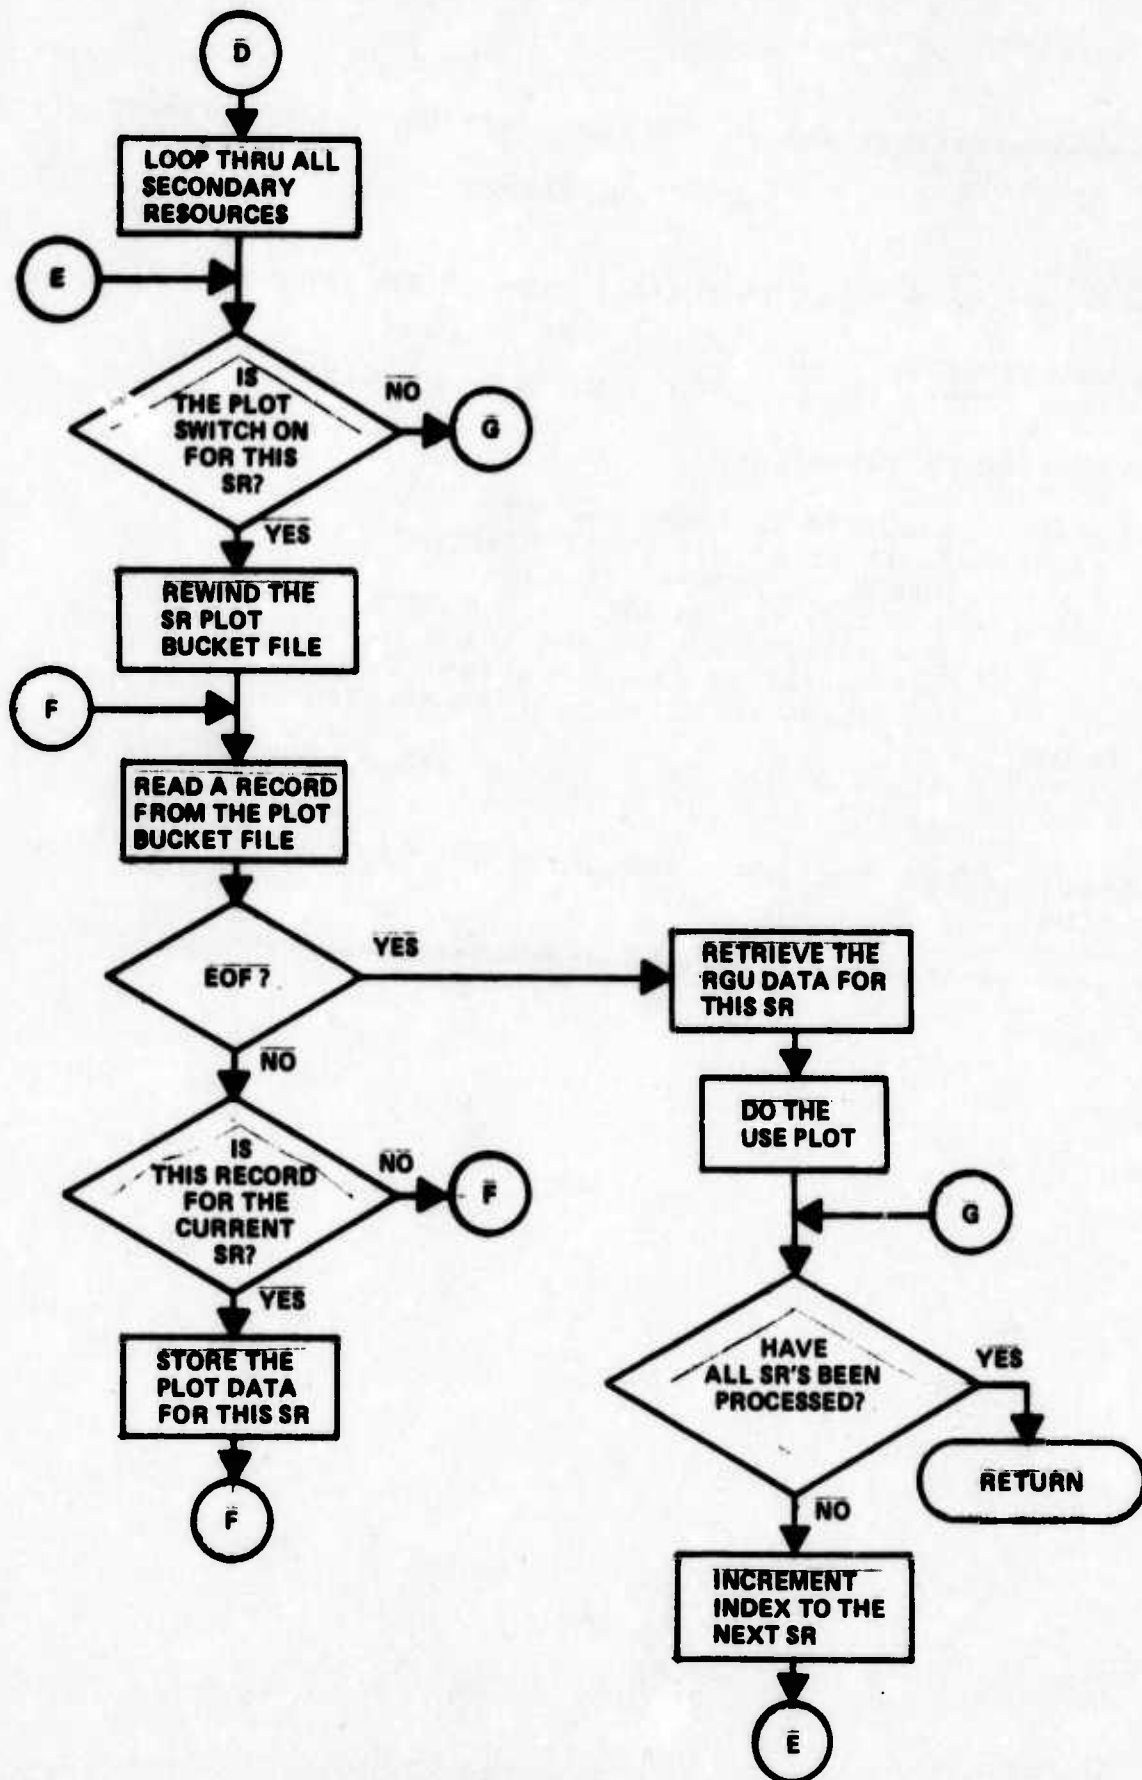 D
LOOP THRU ALL
SECONDARY
RESOURCES
E
IS
THE PLOT
SWITCH ON
FOR THIS
SR?
NO
G
YES
REWIND THE
SR PLOT
BUCKET FILE
F
READ A RECORD
FROM THE PLOT
BUCKET FILE
EOF ?
YES
NO
IS
THIS RECORD
FOR THE
CURRENT
SR?
NO
F
YES
STORE THE
PLOT DATA
FOR THIS SR
F
RETRIEVE THE
RGU DATA FOR
THIS SR
DO THE
USE PLOT
G
HAVE
ALL SR'S BEEN
PROCESSED?
YES
RETURN
NO
INCREMENT
INDEX TO THE
NEXT SR
E